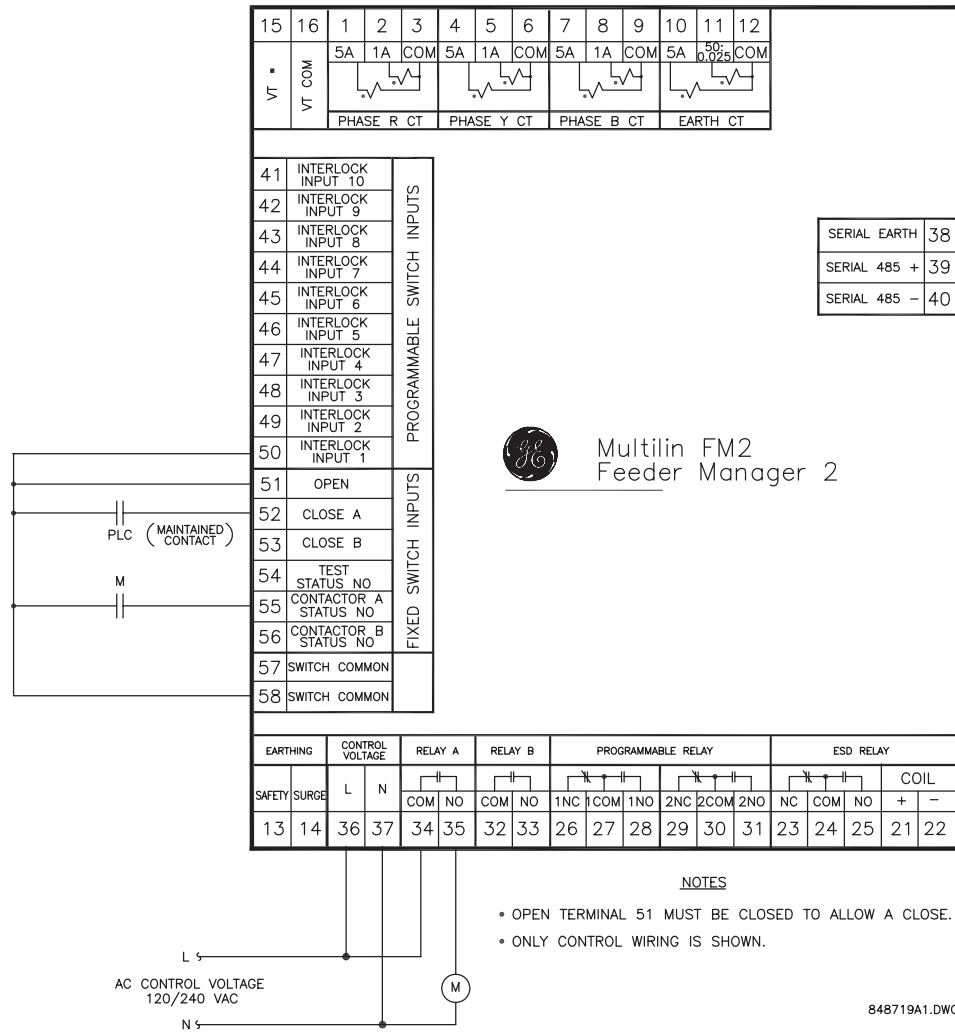 15 16 1 2 3 4 5 6 7 8 9 10 11 12
5A 1A COM 5A 1A COM 5A 1A COM 5A 50:0.025 COM
VT VT COM
PHASE R CT PHASE Y CT PHASE B CT EARTH CT
41 INTERLOCK INPUT 10
42 INTERLOCK INPUT 9
43 INTERLOCK INPUT 8
44 INTERLOCK INPUT 7
45 INTERLOCK INPUT 6
46 INTERLOCK INPUT 5
47 INTERLOCK INPUT 4
48 INTERLOCK INPUT 3
49 INTERLOCK INPUT 2
50 INTERLOCK INPUT 1
PROGRAMMABLE SWITCH INPUTS
51 OPEN
52 CLOSE A
53 CLOSE B
54 TEST STATUS NO
55 CONTACTOR A STATUS NO
56 CONTACTOR B STATUS NO
FIXED SWITCH INPUTS
57 SWITCH COMMON
58 SWITCH COMMON
PLC (MAINTAINED CONTACT)
M
SERIAL EARTH 38
SERIAL 485 + 39
SERIAL 485 – 40
GE
Multilin FM2
Feeder Manager 2
EARTHING CONTROL VOLTAGE RELAY A RELAY B PROGRAMMABLE RELAY ESD RELAY
SAFETY SURGE L N COM NO COM NO 1NC 1COM 1NO 2NC 2COM 2NO NC COM NO COIL + –
13 14 36 37 34 35 32 33 26 27 28 29 30 31 23 24 25 21 22
NOTES
• OPEN TERMINAL 51 MUST BE CLOSED TO ALLOW A CLOSE.
• ONLY CONTROL WIRING IS SHOWN.
L
AC CONTROL VOLTAGE
120/240 VAC
N
M
848719A1.DWG